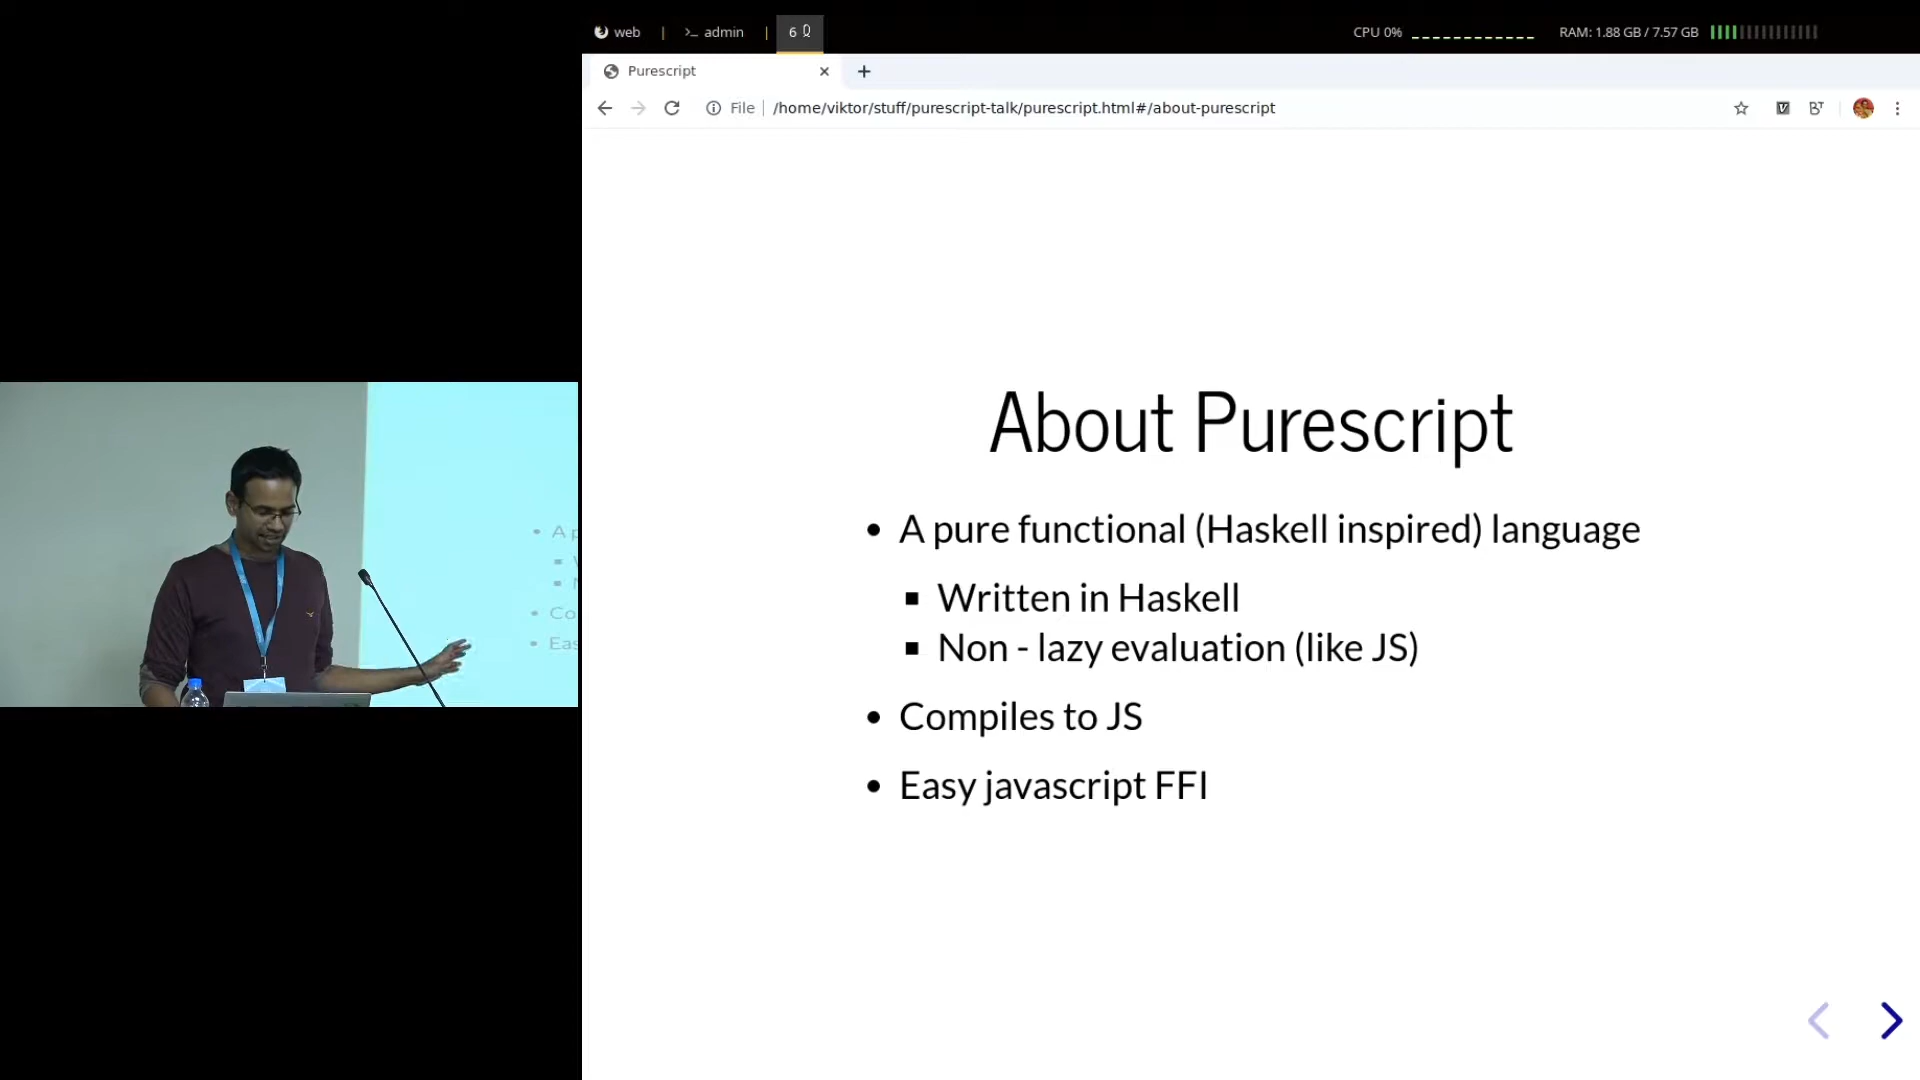 web | >_ admin | 6
CPU 0% RAM: 1.88 GB / 7.57 GB
Purescript
File /home/viktor/stuff/purescript-talk/purescript.html#/about-purescript
About Purescript
• A pure functional (Haskell inspired) language
▪ Written in Haskell
▪ Non - lazy evaluation (like JS)
• Compiles to JS
• Easy javascript FFI
• A p
• Co
• Eas